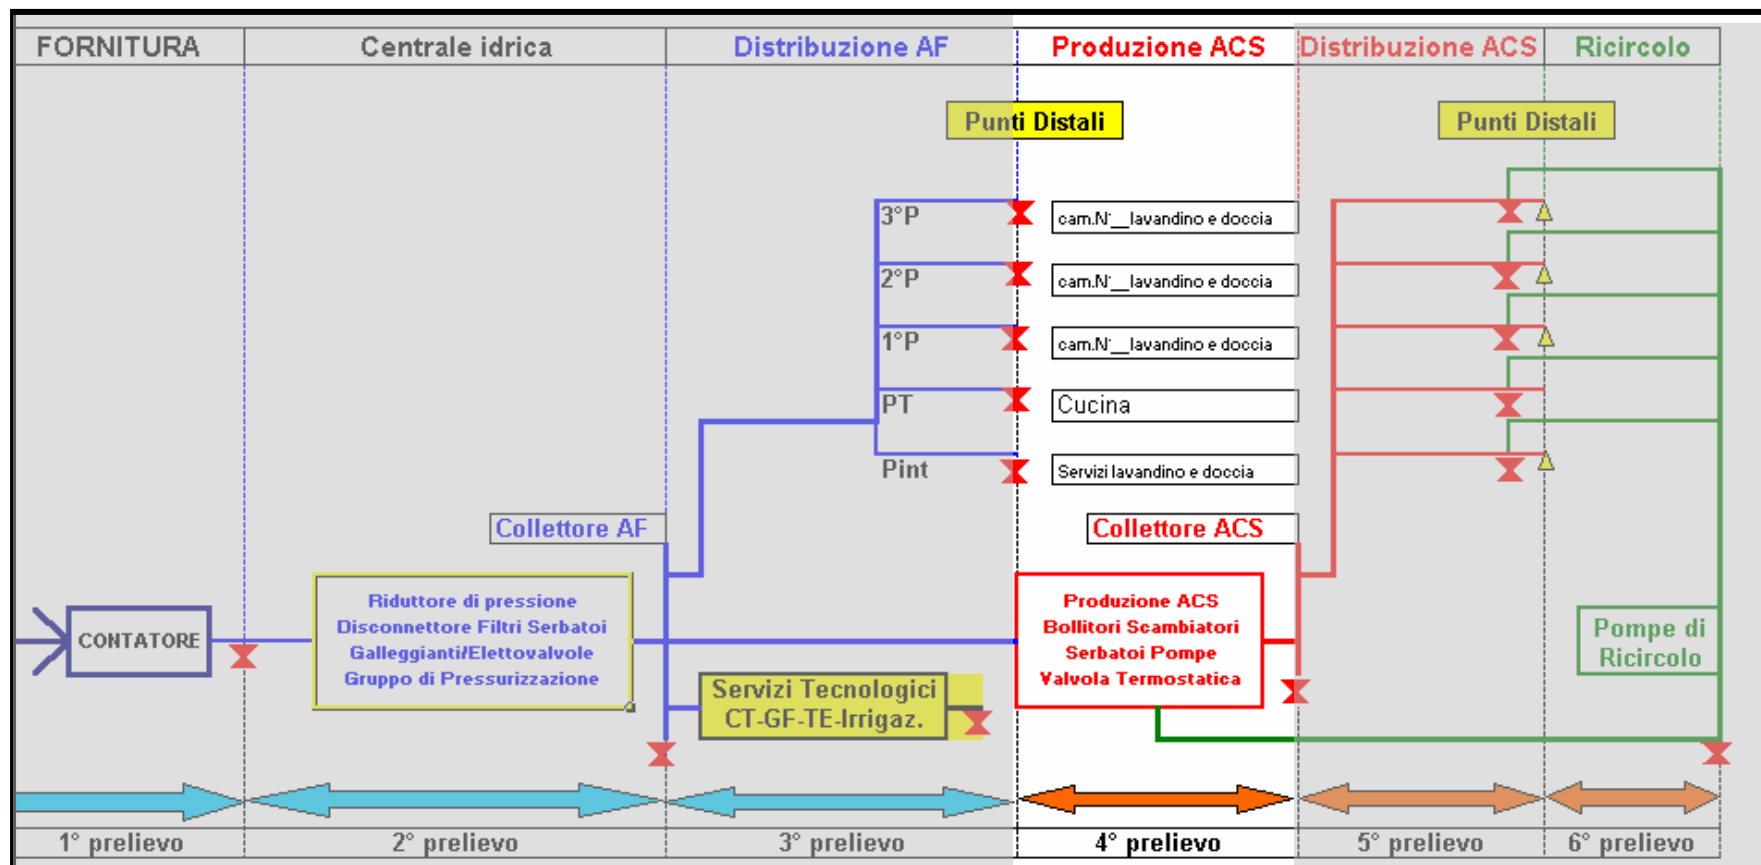 FORNITURA
Centrale idrica
Distribuzione AF
Produzione ACS
Distribuzione ACS
Ricircolo
Punti Distali
Punti Distali
3°P
cam.N°__lavandino e doccia
2°P
cam.N°__lavandino e doccia
1°P
cam.N°__lavandino e doccia
PT
Cucina
Pint
Servizi lavandino e doccia
Collettore AF
Collettore ACS
CONTATORE
Riduttore di pressione
Disconnettore Filtri Serbatoi
Galleggianti/Elettovalvole
Gruppo di Pressurizzazione
Produzione ACS
Bollitori Scambiatori
Serbatoi Pompe
Valvola Termostatica
Pompe di
Ricircolo
Servizi Tecnologici
CT-GF-TE-Irrigaz.
1° prelievo
2° prelievo
3° prelievo
4° prelievo
5° prelievo
6° prelievo